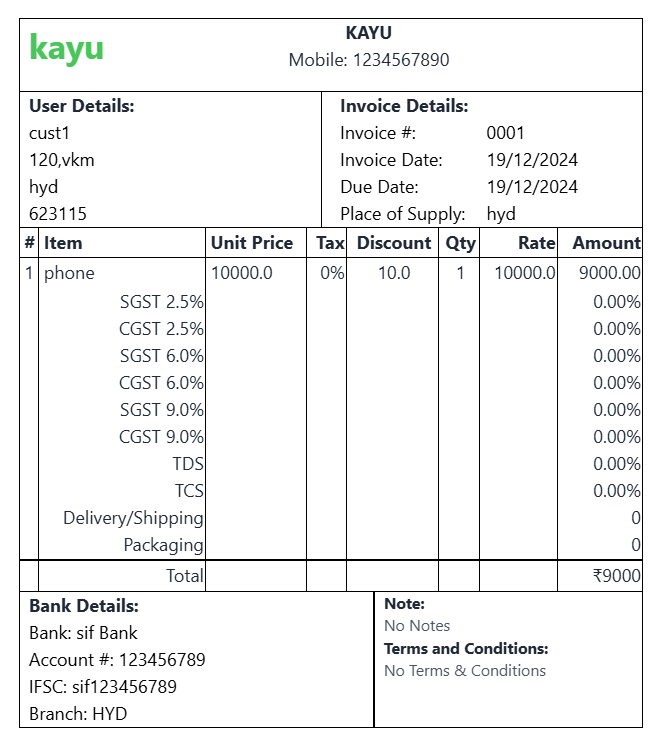 kayu
KAYU
Mobile: 1234567890
User Details:
cust1
120,vkm
hyd
623115
Invoice Details:
Invoice #: 0001
Invoice Date: 19/12/2024
Due Date: 19/12/2024
Place of Supply: hyd
# Item Unit Price Tax Discount Qty Rate Amount
1 phone 10000.0 0% 10.0 1 10000.0 9000.00
SGST 2.5% 0.00%
CGST 2.5% 0.00%
SGST 6.0% 0.00%
CGST 6.0% 0.00%
SGST 9.0% 0.00%
CGST 9.0% 0.00%
TDS 0.00%
TCS 0.00%
Delivery/Shipping 0
Packaging 0
Total ₹9000
Bank Details:
Bank: sif Bank
Account #: 123456789
IFSC: sif123456789
Branch: HYD
Note:
No Notes
Terms and Conditions:
No Terms & Conditions